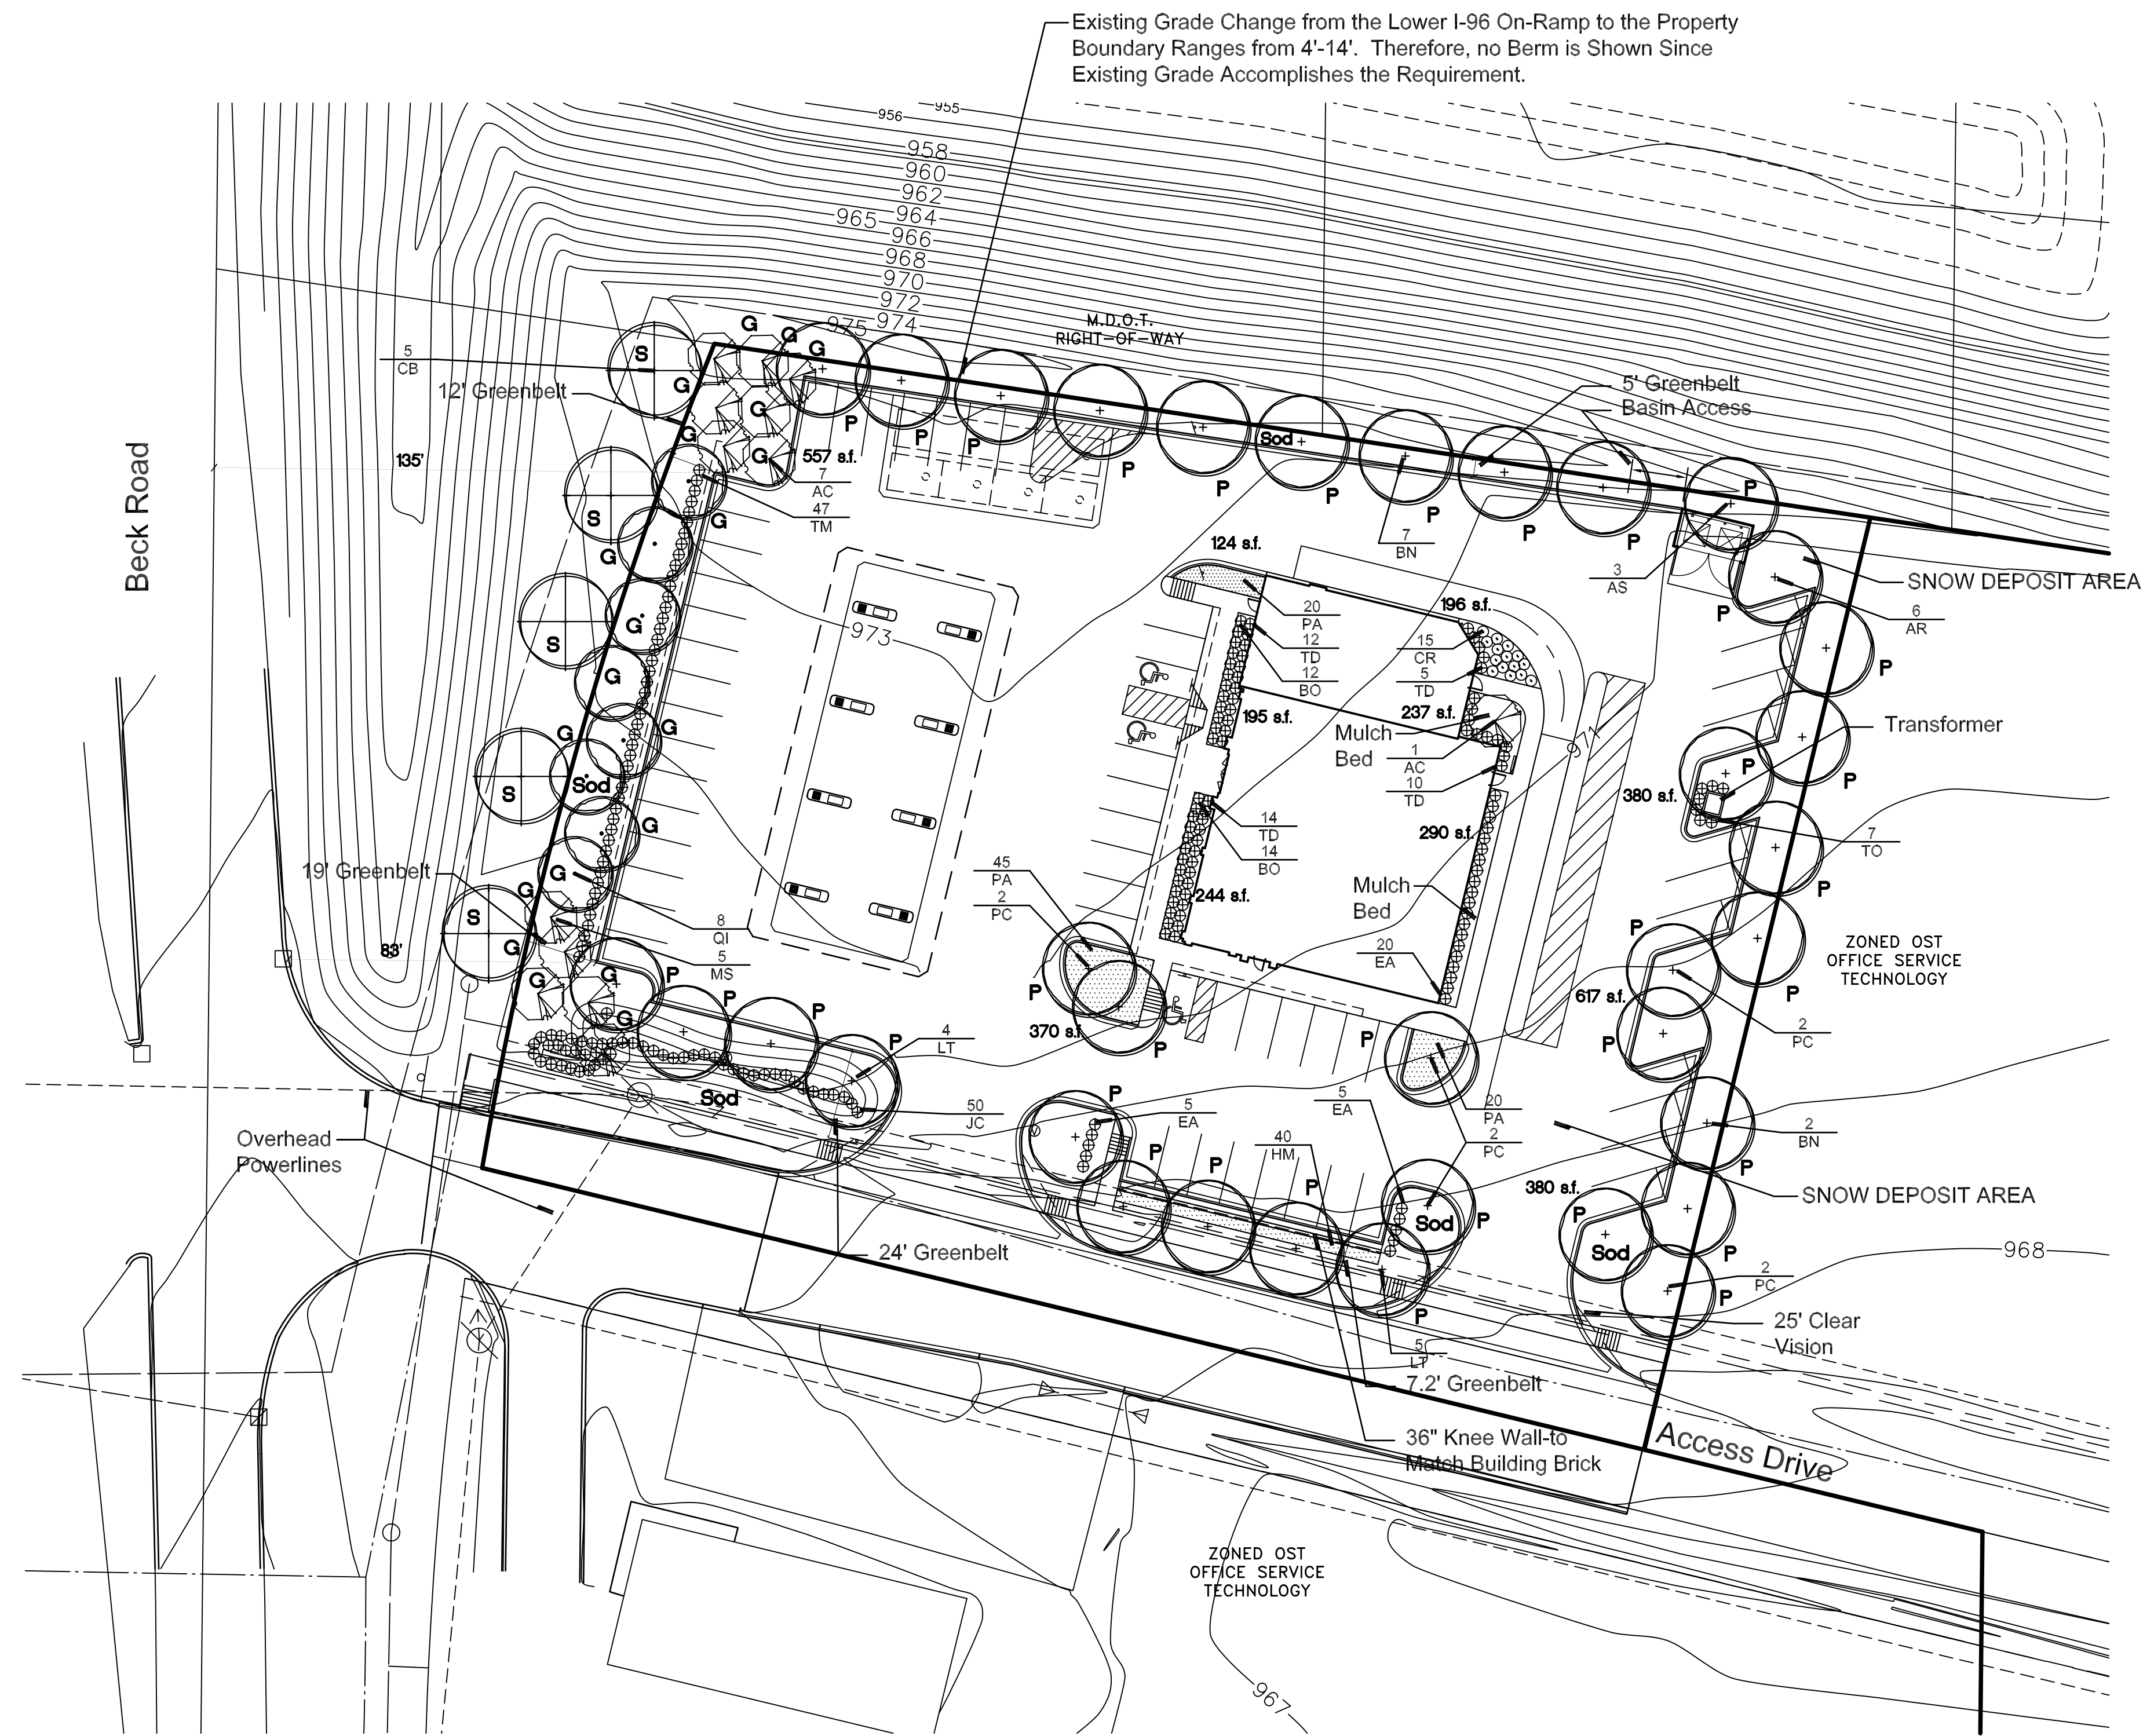 Existing Grade Change from the Lower I-96 On-Ramp to the Property
Boundary Ranges from 4'-14'.  Therefore, no Berm is Shown Since
Existing Grade Accomplishes the Requirement.
955
956
958
960
962
965 964
966
968
970
972
975 974
M.D.O.T.
RIGHT-OF-WAY
G
G
G
S
5
CB
12' Greenbelt
G
G
G
G
P
P
P
P
P
P
P
P
P
P
Sod
5' Greenbelt
Basin Access
Beck Road
135'
557 s.f.
7
AC
47
TM
S
G
G
7
BN
124 s.f.
3
AS
SNOW DEPOSIT AREA
6
AR
P
P
P
20
PA
12
TD
12
BO
196 s.f.
15
CR
5
TD
237 s.f.
Mulch
Bed
1
AC
10
TD
195 s.f.
973
971
S
G
G
G
G
S
Sod
G
Transformer
P
380 s.f.
7
TO
P
290 s.f.
14
TD
14
BO
244 s.f.
Mulch
Bed
20
EA
19' Greenbelt
G
G
S
G
8
QI
5
MS
45
PA
2
PC
83'
G
G
G
P
P
P
P
P
P
370 s.f.
P
P
P
617 s.f.
P
2
PC
ZONED OST
OFFICE SERVICE
TECHNOLOGY
4
LT
50
JC
Sod
Overhead
Powerlines
5
EA
5
EA
40
HM
20
PA
2
PC
2
BN
P
P
P
P
P
P
P
P
P
P
Sod
380 s.f.
SNOW DEPOSIT AREA
Sod
24' Greenbelt
968
2
PC
25' Clear
Vision
5
LT
7.2' Greenbelt
36" Knee Wall-to
Match Building Brick
Access Drive
ZONED OST
OFFICE SERVICE
TECHNOLOGY
967